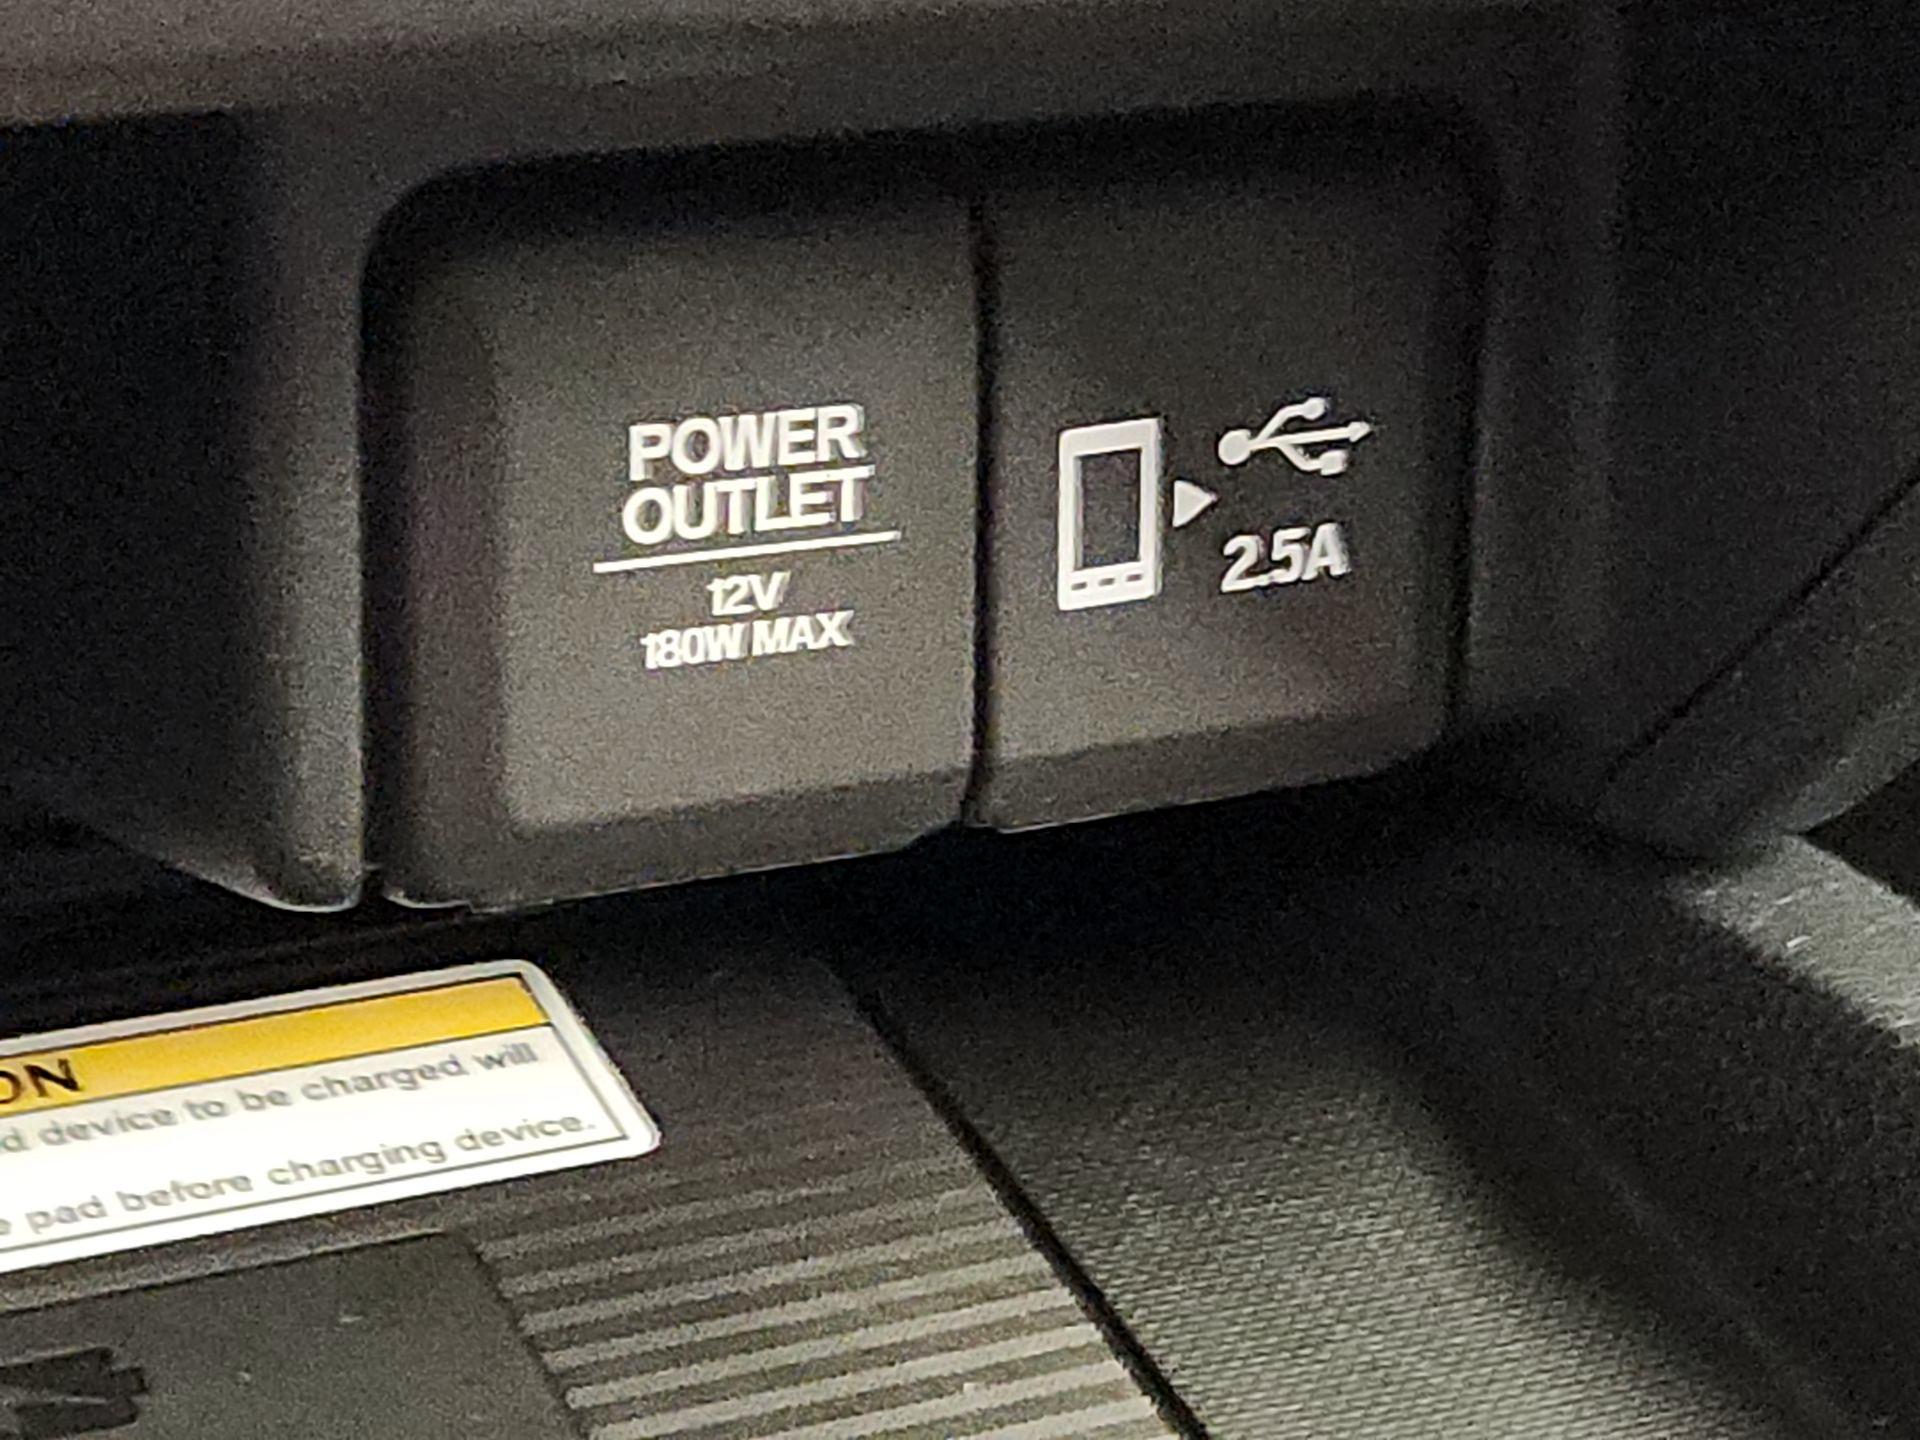 POWER
OUTLET
12V
180W MAX
2.5A
ON
d device to be charged will
e pad before charging device.